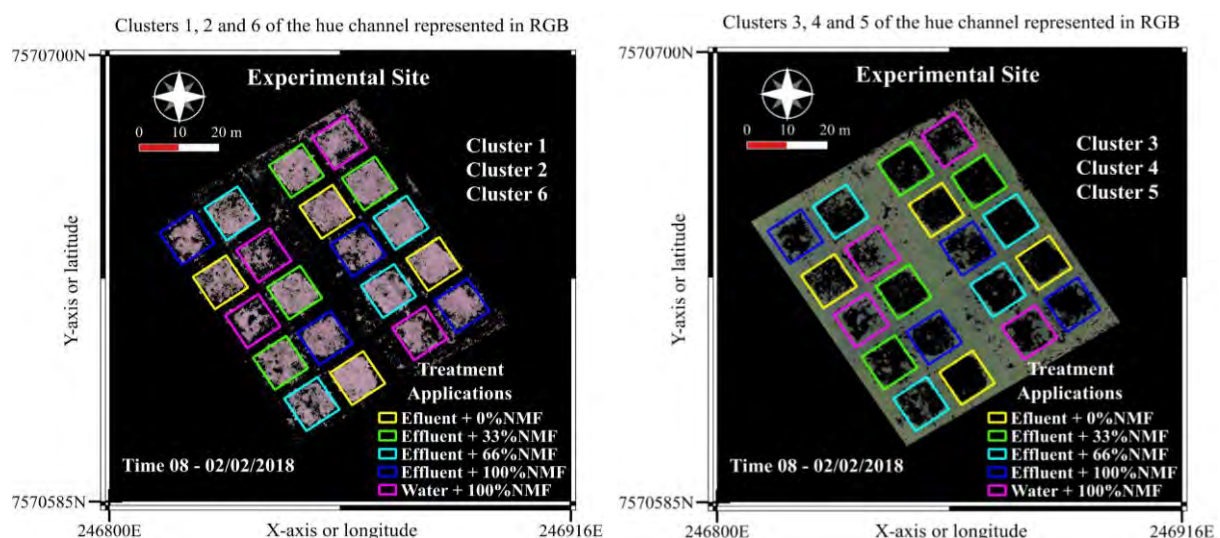 Clusters 1, 2 and 6 of the hue channel represented in RGB
7570700N
Experimental Site
0 10 20 m
Cluster 1
Cluster 2
Cluster 6
Y-axis or latitude
Treatment
Applications
Efluent + 0%NMF
Effluent + 33%NMF
Effluent + 66%NMF
Effluent + 100%NMF
Water + 100%NMF
Time 08 - 02/02/2018
7570585N
246800E
X-axis or longitude
246916E
Clusters 3, 4 and 5 of the hue channel represented in RGB
7570700N
Experimental Site
0 10 20 m
Cluster 3
Cluster 4
Cluster 5
Y-axis or latitude
Treatment
Applications
Efluent + 0%NMF
Effluent + 33%NMF
Effluent + 66%NMF
Effluent + 100%NMF
Water + 100%NMF
Time 08 - 02/02/2018
7570585N
246800E
X-axis or longitude
246916E